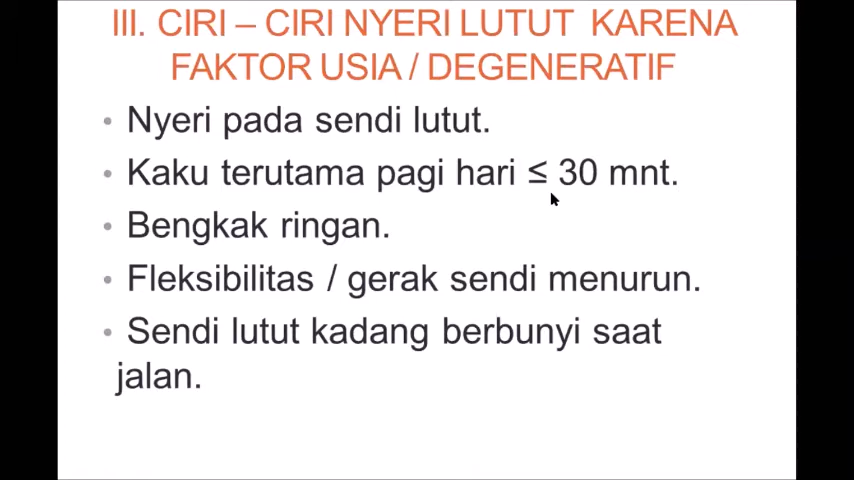 III. CIRI – CIRI NYERI LUTUT KARENA
FAKTOR USIA / DEGENERATIF
• Nyeri pada sendi lutut.
• Kaku terutama pagi hari ≤ 30 mnt.
• Bengkak ringan.
• Fleksibilitas / gerak sendi menurun.
• Sendi lutut kadang berbunyi saat
jalan.